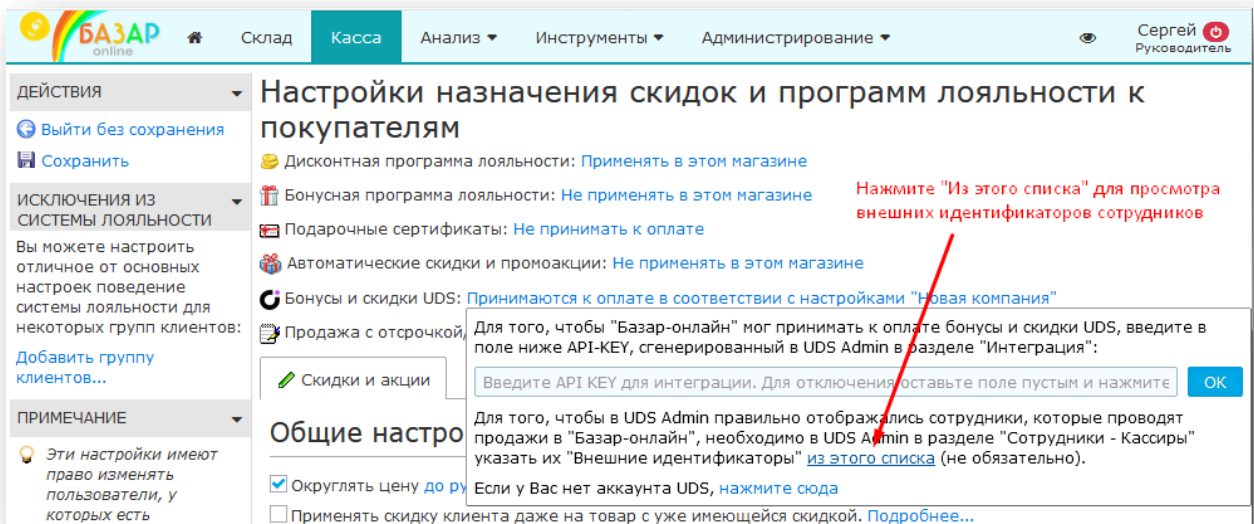 БАЗАР
online
Склад
Касса
Анализ
Инструменты
Администрирование
Сергей
Руководитель
ДЕЙСТВИЯ
Выйти без сохранения
Сохранить
ИСКЛЮЧЕНИЯ ИЗ
СИСТЕМЫ ЛОЯЛЬНОСТИ
Вы можете настроить
отличное от основных
настроек поведение
системы лояльности для
некоторых групп клиентов:
Добавить группу
клиентов...
ПРИМЕЧАНИЕ
Эти настройки имеют
право изменять
пользователи, у
которых есть
Настройки назначения скидок и программ лояльности к
покупателям
Дисконтная программа лояльности: Применять в этом магазине
Бонусная программа лояльности: Не применять в этом магазине
Подарочные сертификаты: Не принимать к оплате
Автоматические скидки и промоакции: Не применять в этом магазине
Бонусы и скидки UDS: Принимаются к оплате в соответствии с настройками "Новая компания"
Продажа с отсрочкой,
Нажмите "Из этого списка" для просмотра
внешних идентификаторов сотрудников
Для того, чтобы "Базар-онлайн" мог принимать к оплате бонусы и скидки UDS, введите в
поле ниже API-KEY, сгенерированный в UDS Admin в разделе "Интеграция":
Введите API KEY для интеграции. Для отключения оставьте поле пустым и нажмите
OK
Для того, чтобы в UDS Admin правильно отображались сотрудники, которые проводят
продажи в "Базар-онлайн", необходимо в UDS Admin в разделе "Сотрудники - Кассиры"
указать их "Внешние идентификаторы" из этого списка (не обязательно).
Если у Вас нет аккаунта UDS, нажмите сюда
Скидки и акции
Общие настро
Округлять цену до ру
Применять скидку клиента даже на товар с уже имеющейся скидкой. Подробнее...